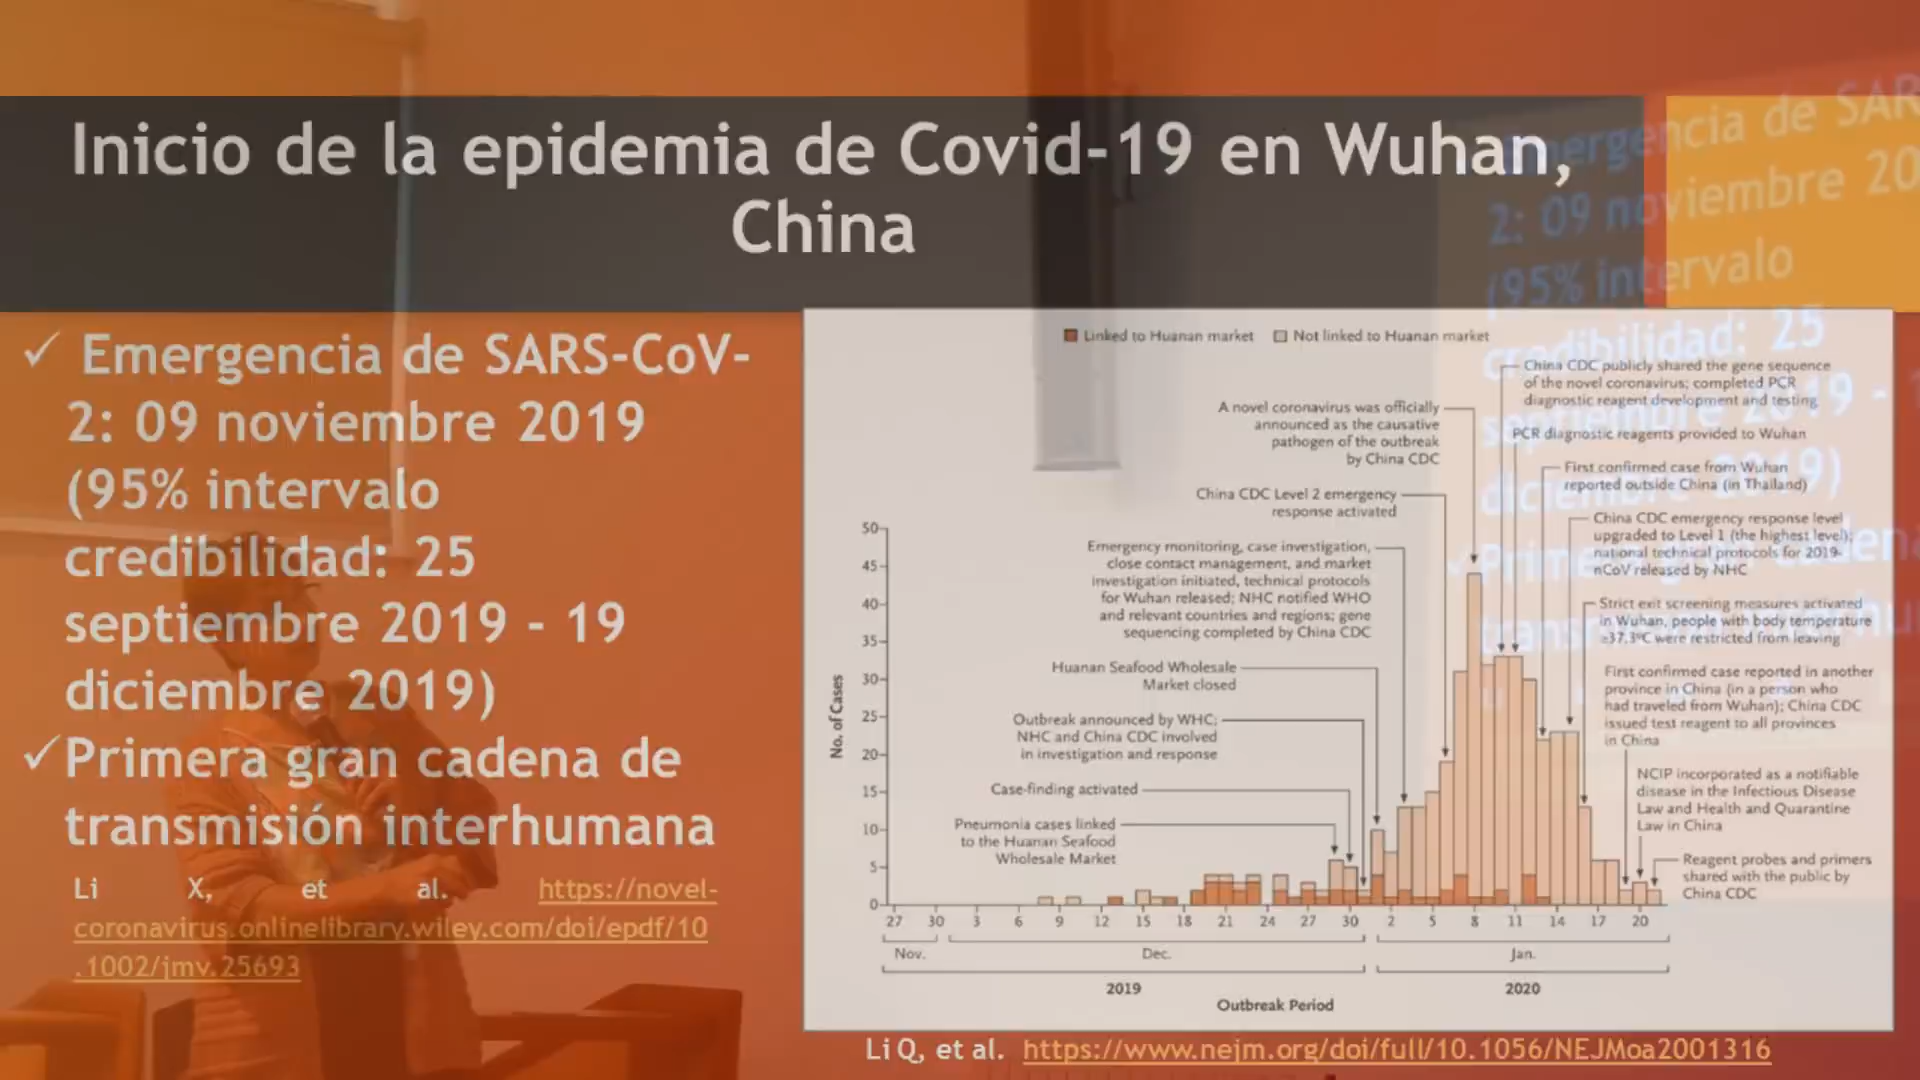 Inicio de la epidemia de Covid-19 en Wuhan,
China
✓ Emergencia de SARS-CoV-
2: 09 noviembre 2019
(95% intervalo
credibilidad: 25
septiembre 2019 - 19
diciembre 2019)
✓Primera gran cadena de
transmisión interhumana
Li X, et al. https://novel-
coronavirus.onlinelibrary.wiley.com/doi/epdf/10
.1002/jmv.25693
Linked to Huanan market Not linked to Huanan market
China CDC publicly shared the gene sequence
of the novel coronavirus; completed PCR
diagnostic reagent development and testing
A novel coronavirus was officially
announced as the causative
pathogen of the outbreak
by China CDC
PCR diagnostic reagents provided to Wuhan
First confirmed case from Wuhan
reported outside China (in Thailand)
China CDC Level 2 emergency
response activated
China CDC emergency response level
upgraded to Level 1 (the highest level);
national technical protocols for 2019-
nCoV released by NHC
Emergency monitoring, case investigation,
close contact management, and market
investigation initiated, technical protocols
for Wuhan released; NHC notified WHO
and relevant countries and regions; gene
sequencing completed by China CDC
Strict exit screening measures activated
in Wuhan, people with body temperature
≥37.3°C were restricted from leaving
Huanan Seafood Wholesale
Market closed
First confirmed case reported in another
province in China (in a person who
had traveled from Wuhan); China CDC
issued test reagent to all provinces
in China
Outbreak announced by WHC;
NHC and China CDC involved
in investigation and response
Case-finding activated
NCIP incorporated as a notifiable
disease in the Infectious Disease
Law and Health and Quarantine
Law in China
Pneumonia cases linked
to the Huanan Seafood
Wholesale Market
Reagent probes and primers
shared with the public by
China CDC
No. of Cases
50
45
40
35
30
25
20
15
10
5
0
27 30 3 6 9 12 15 18 21 24 27 30 2 5 8 11 14 17 20
Nov. Dec. Jan.
2019 2020
Outbreak Period
Li Q, et al. https://www.nejm.org/doi/full/10.1056/NEJMoa2001316
emergencia de SAR
2: 09 noviembre 20
(95% intervalo
credibilidad: 25